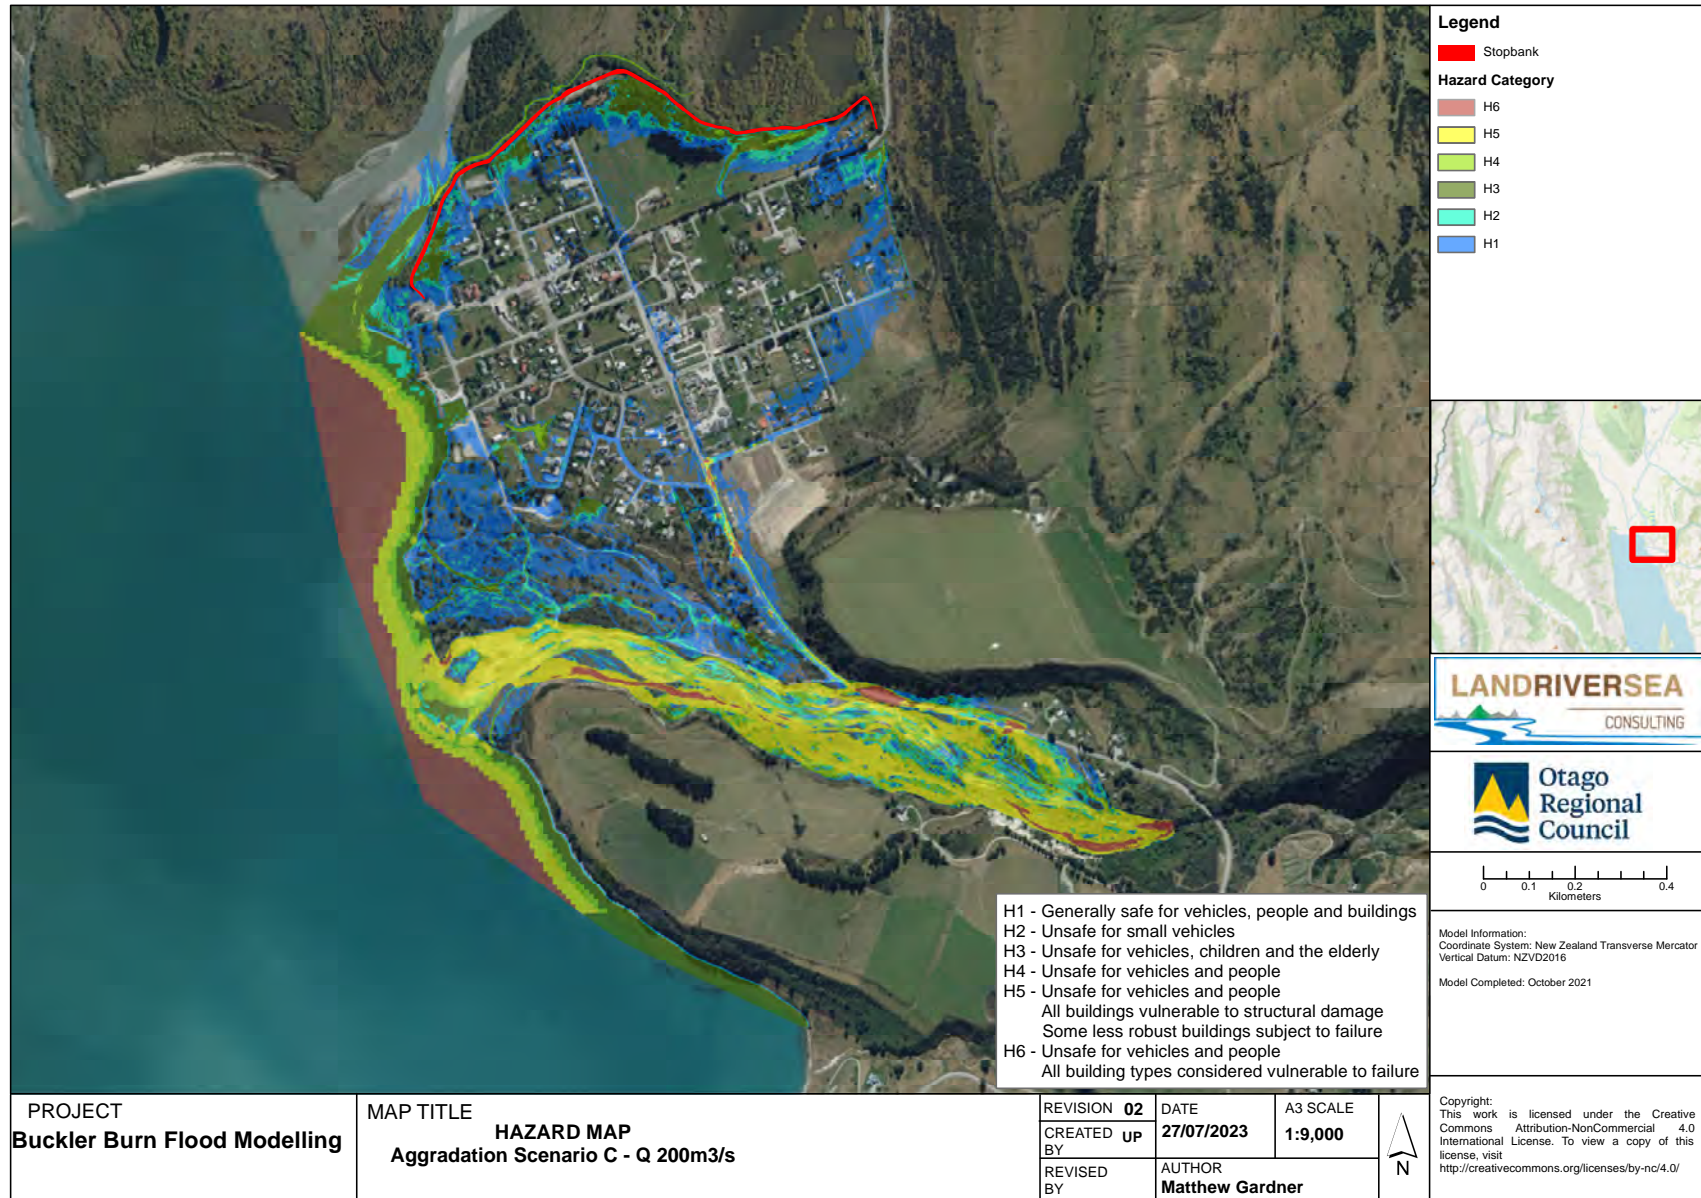 Legend
Stopbank
Hazard Category
H6
H5
H4
H3
H2
H1
LANDRIVERSEA
CONSULTING
Otago
Regional
Council
0 0.1 0.2 0.4
Kilometers
Model Information:
Coordinate System: New Zealand Transverse Mercator
Vertical Datum: NZVD2016
Model Completed: October 2021
Copyright:
This work is licensed under the Creative
Commons Attribution-NonCommercial 4.0
International License. To view a copy of this
license, visit
http://creativecommons.org/licenses/by-nc/4.0/
H1 - Generally safe for vehicles, people and buildings
H2 - Unsafe for small vehicles
H3 - Unsafe for vehicles, children and the elderly
H4 - Unsafe for vehicles and people
H5 - Unsafe for vehicles and people
All buildings vulnerable to structural damage
Some less robust buildings subject to failure
H6 - Unsafe for vehicles and people
All building types considered vulnerable to failure
PROJECT
Buckler Burn Flood Modelling
MAP TITLE
HAZARD MAP
Aggradation Scenario C - Q 200m3/s
REVISION 02
CREATED BY UP
REVISED BY
DATE
27/07/2023
A3 SCALE
1:9,000
AUTHOR
Matthew Gardner
N